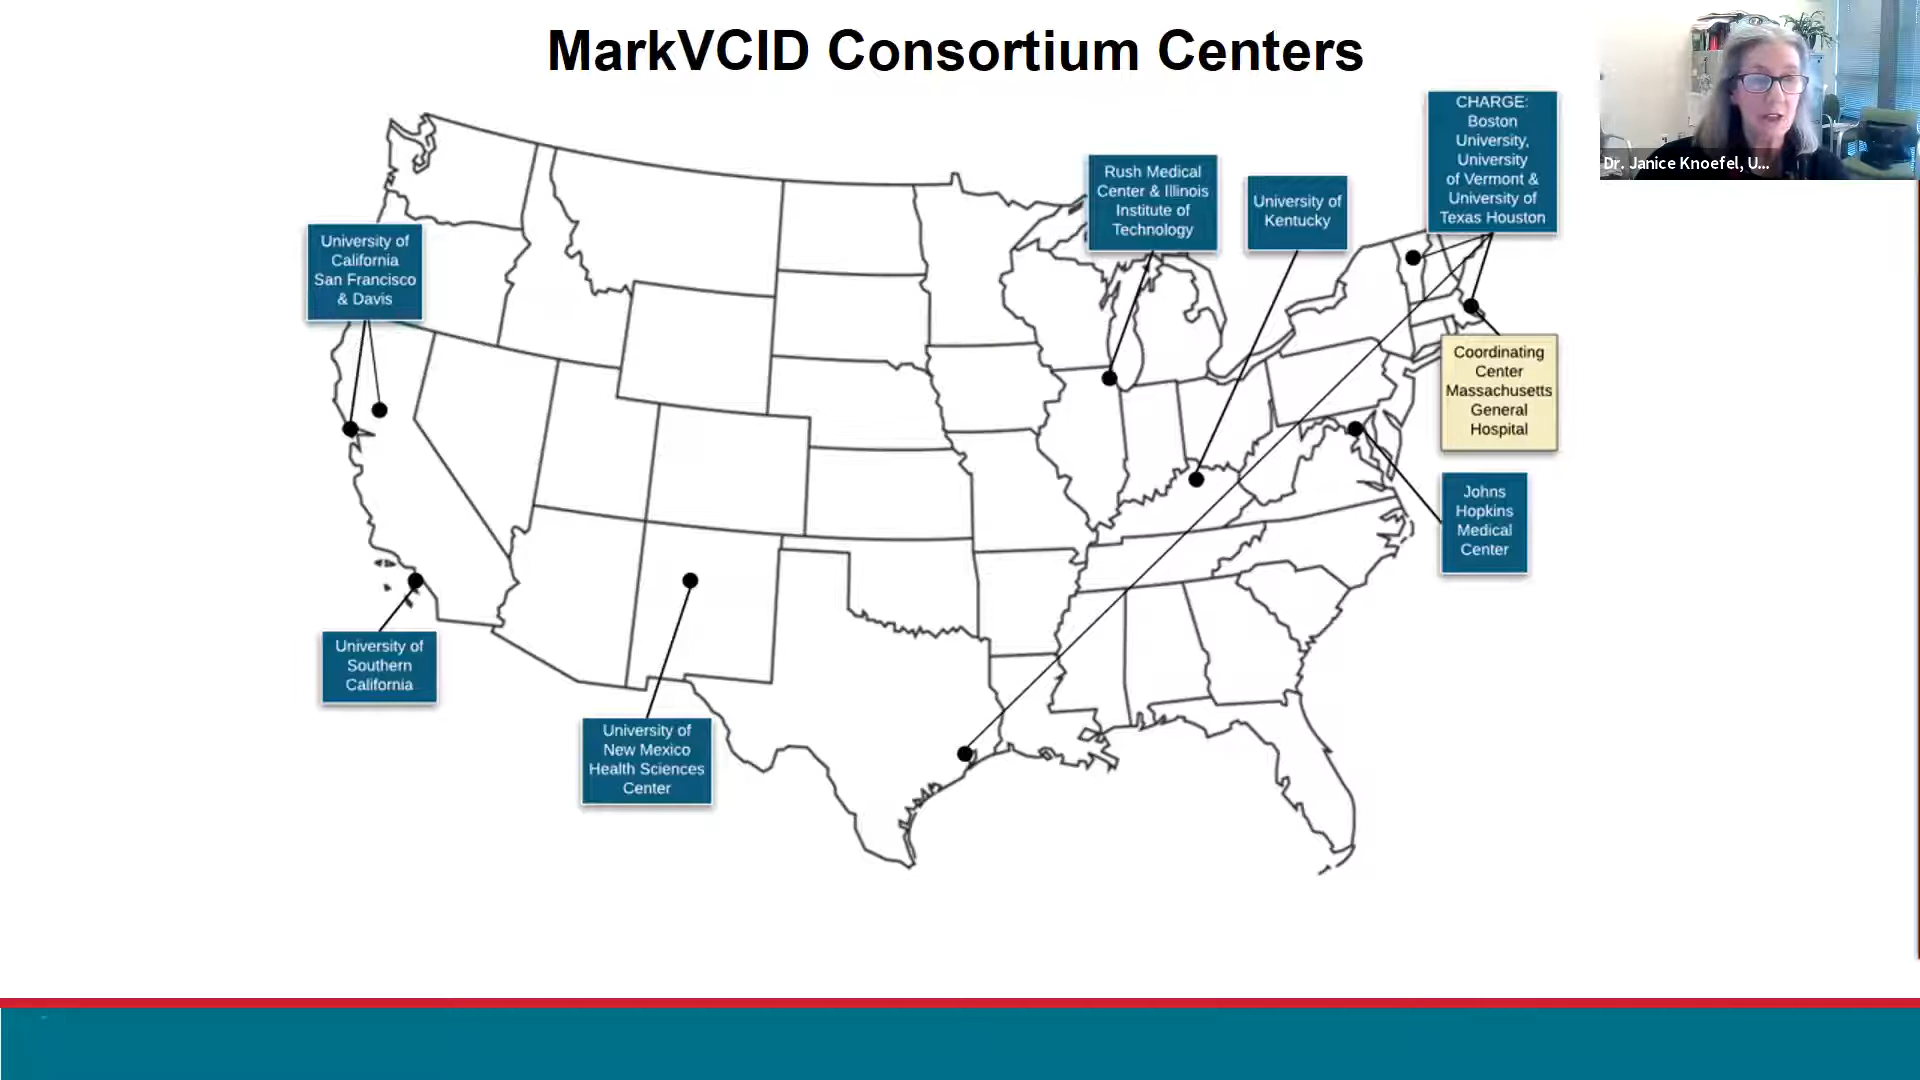 MarkVCID Consortium Centers
Dr. Janice Knoefel, U...
CHARGE:
Boston
University,
University
of Vermont &
University of
Texas Houston
Rush Medical
Center & Illinois
Institute of
Technology
University of
Kentucky
University of
California
San Francisco
& Davis
Coordinating
Center
Massachusetts
General
Hospital
Johns
Hopkins
Medical
Center
University of
Southern
California
University of
New Mexico
Health Sciences
Center